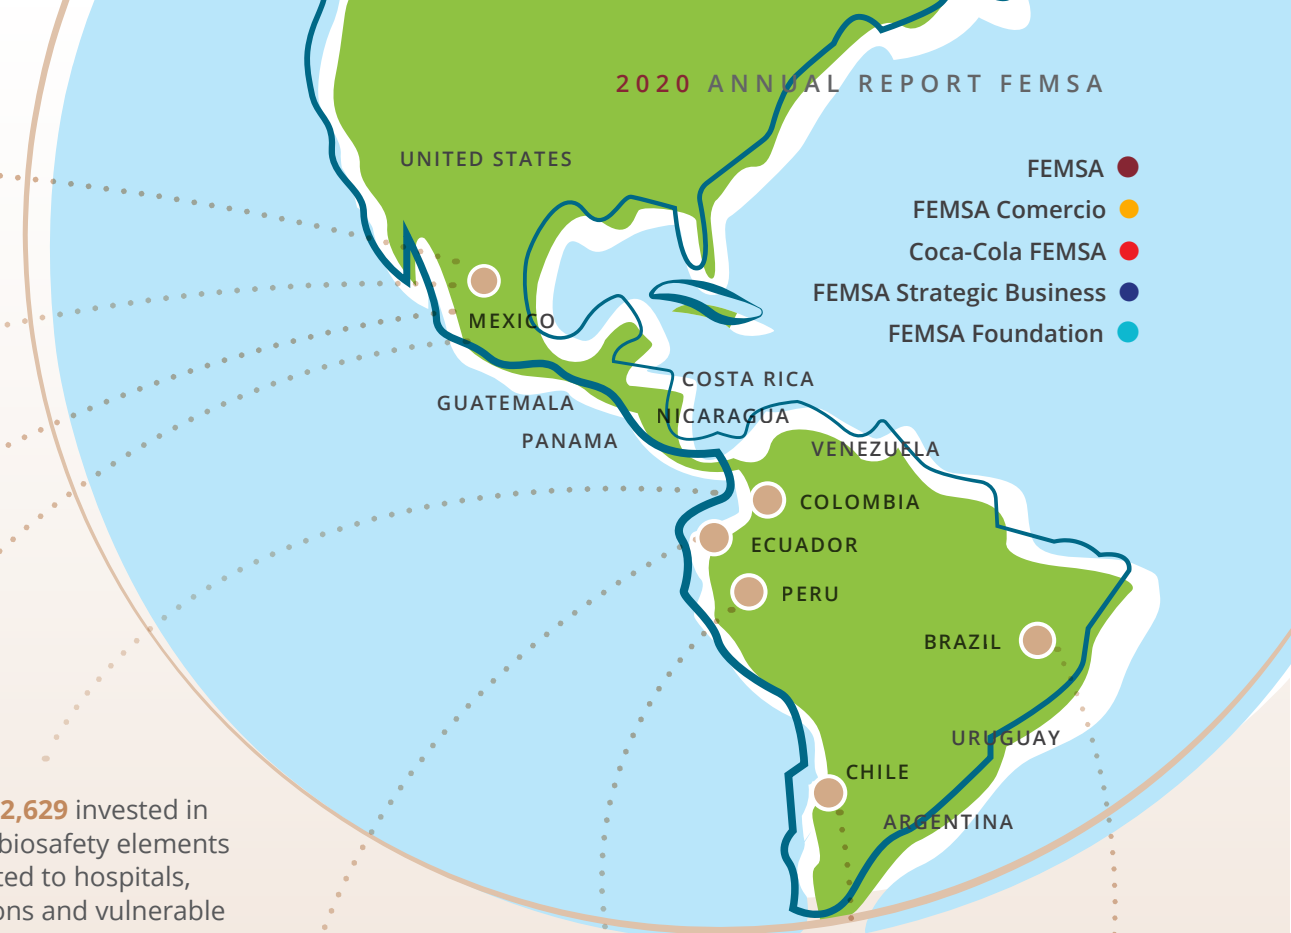 2020 ANNUAL REPORT FEMSA
UNITED STATES
FEMSA
FEMSA Comercio
Coca-Cola FEMSA
FEMSA Strategic Business
FEMSA Foundation
MEXICO
COSTA RICA
GUATEMALA
NICARAGUA
PANAMA
VENEZUELA
COLOMBIA
ECUADOR
PERU
BRAZIL
URUGUAY
CHILE
ARGENTINA
2,629 invested in
biosafety elements
ted to hospitals,
ons and vulnerable